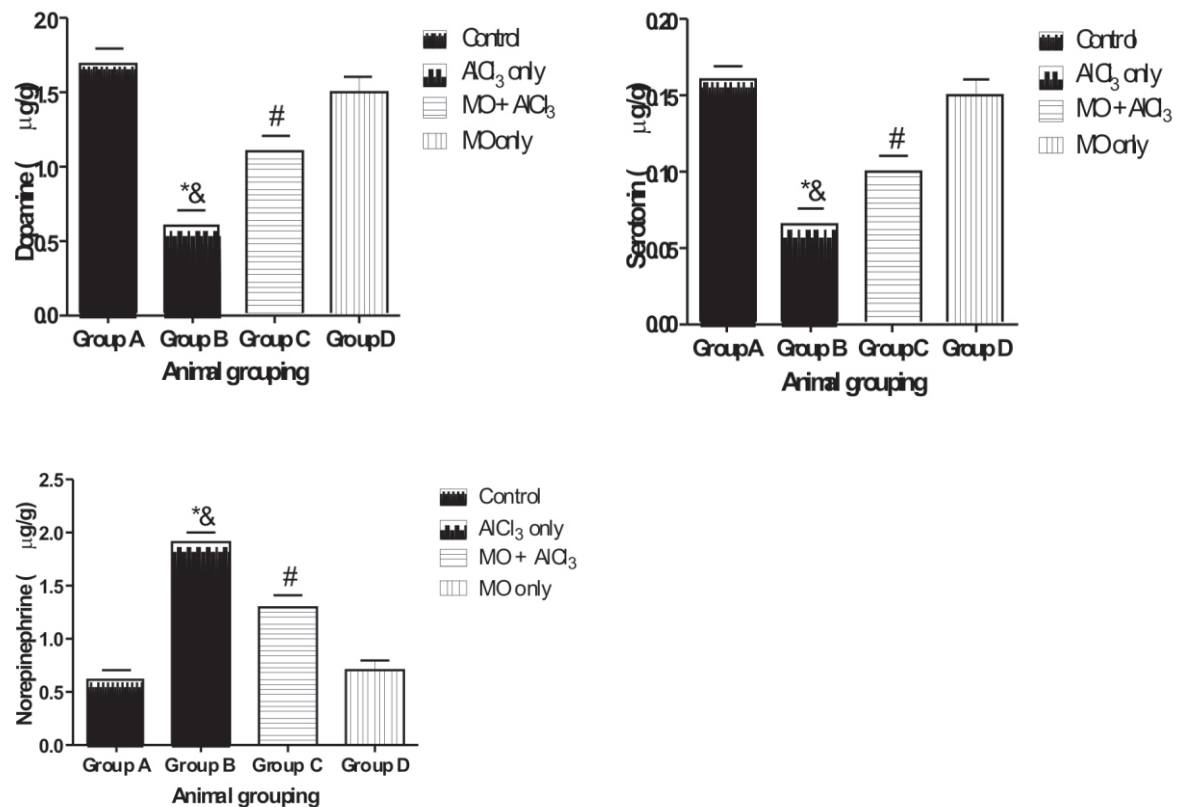 Dopamine ( μg/g)
20
1.5
1.0
0.5
0.0
*&
#
Group A Group B Group C Group D
Animal grouping
Control
AlCl3 only
MO + AlCl3
MO only
Serotonin ( μg/g)
0.20
0.15
0.10
0.05
0.00
*&
#
Group A Group B Group C Group D
Animal grouping
Control
AlCl3 only
MO + AlCl3
MO only
Norepinephrine ( μg/g)
2.5
2.0
1.5
1.0
0.5
0.0
*&
#
Group A Group B Group C Group D
Animal grouping
Control
AlCl3 only
MO + AlCl3
MO only